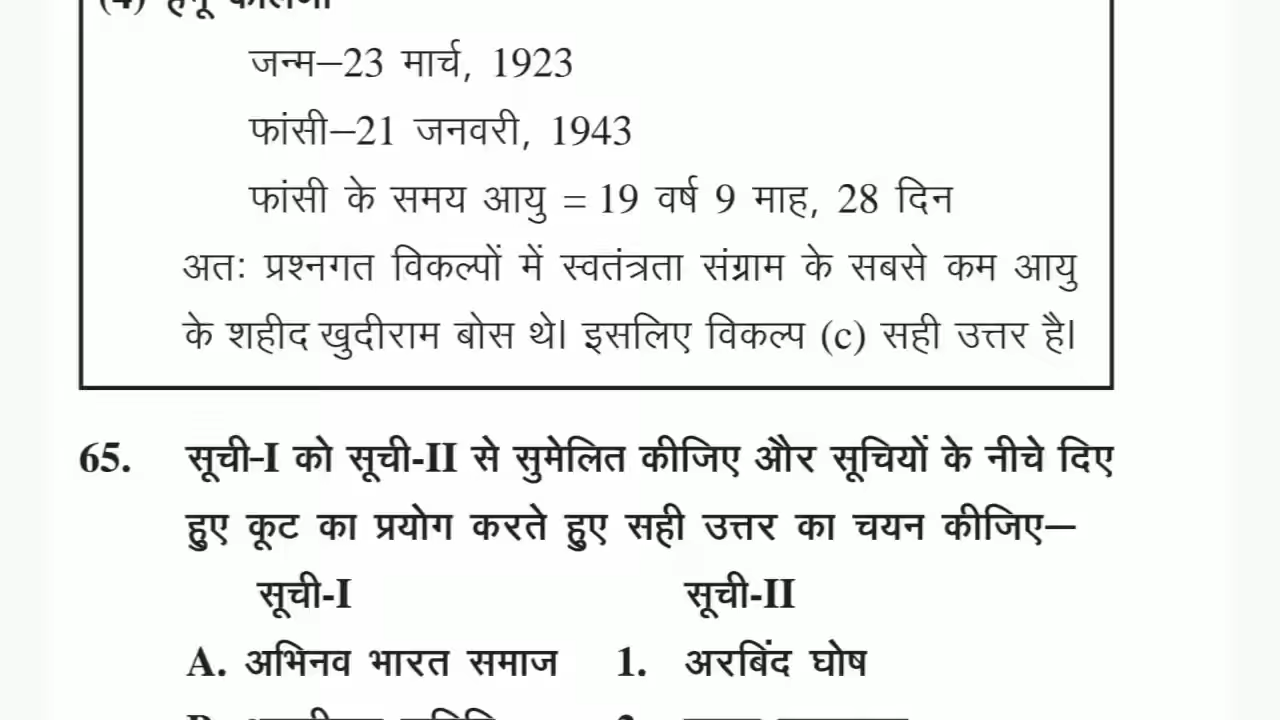 (4) हेमू कालाणी
जन्म–23 मार्च, 1923
फांसी–21 जनवरी, 1943
फांसी के समय आयु = 19 वर्ष 9 माह, 28 दिन
अतः प्रश्नगत विकल्पों में स्वतंत्रता संग्राम के सबसे कम आयु
के शहीद खुदीराम बोस थे। इसलिए विकल्प (c) सही उत्तर है।
65. सूची-I को सूची-II से सुमेलित कीजिए और सूचियों के नीचे दिए
हुए कूट का प्रयोग करते हुए सही उत्तर का चयन कीजिए—
सूची-I सूची-II
A. अभिनव भारत समाज 1. अरबिंद घोष